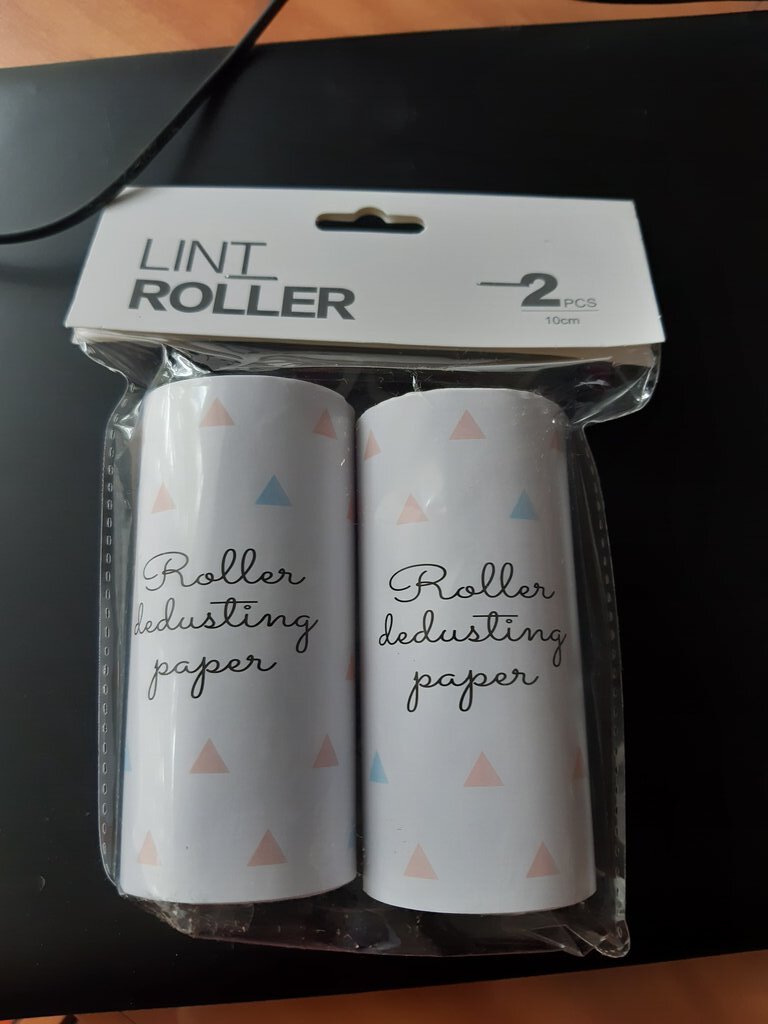 LINT
ROLLER
2 PCS
10cm
Roller
dedusting
paper
Roller
dedusting
paper